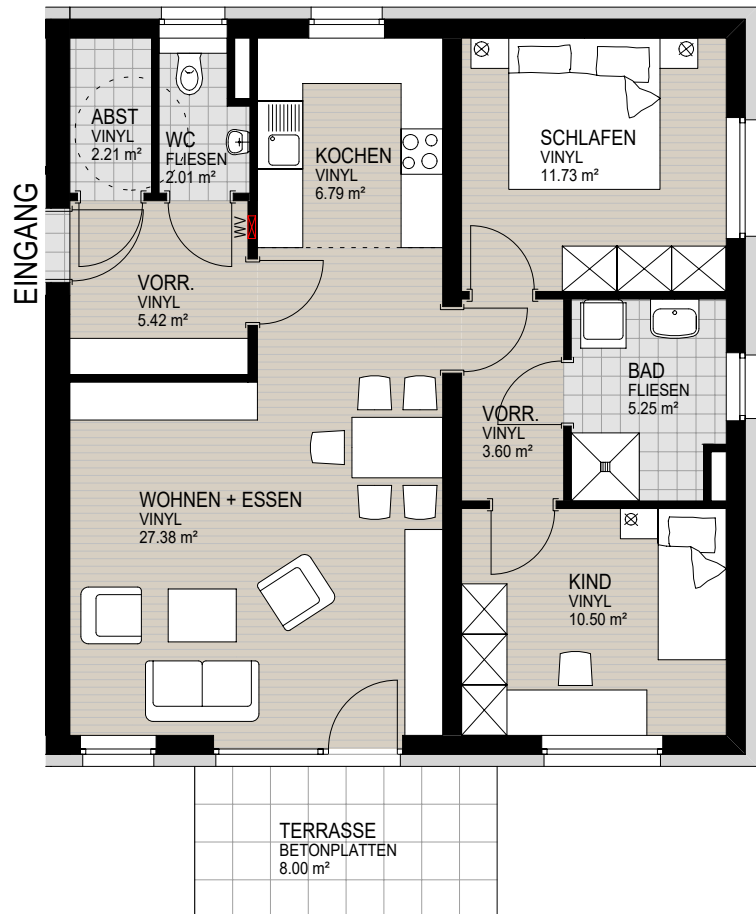 ABST
VINYL
2.21 m²
WC
FLIESEN
2.01 m²
KOCHEN
VINYL
6.79 m²
SCHLAFEN
VINYL
11.73 m²
EINGANG
WV
VORR.
VINYL
5.42 m²
BAD
FLIESEN
5.25 m²
VORR.
VINYL
3.60 m²
WOHNEN + ESSEN
VINYL
27.38 m²
KIND
VINYL
10.50 m²
TERRASSE
BETONPLATTEN
8.00 m²